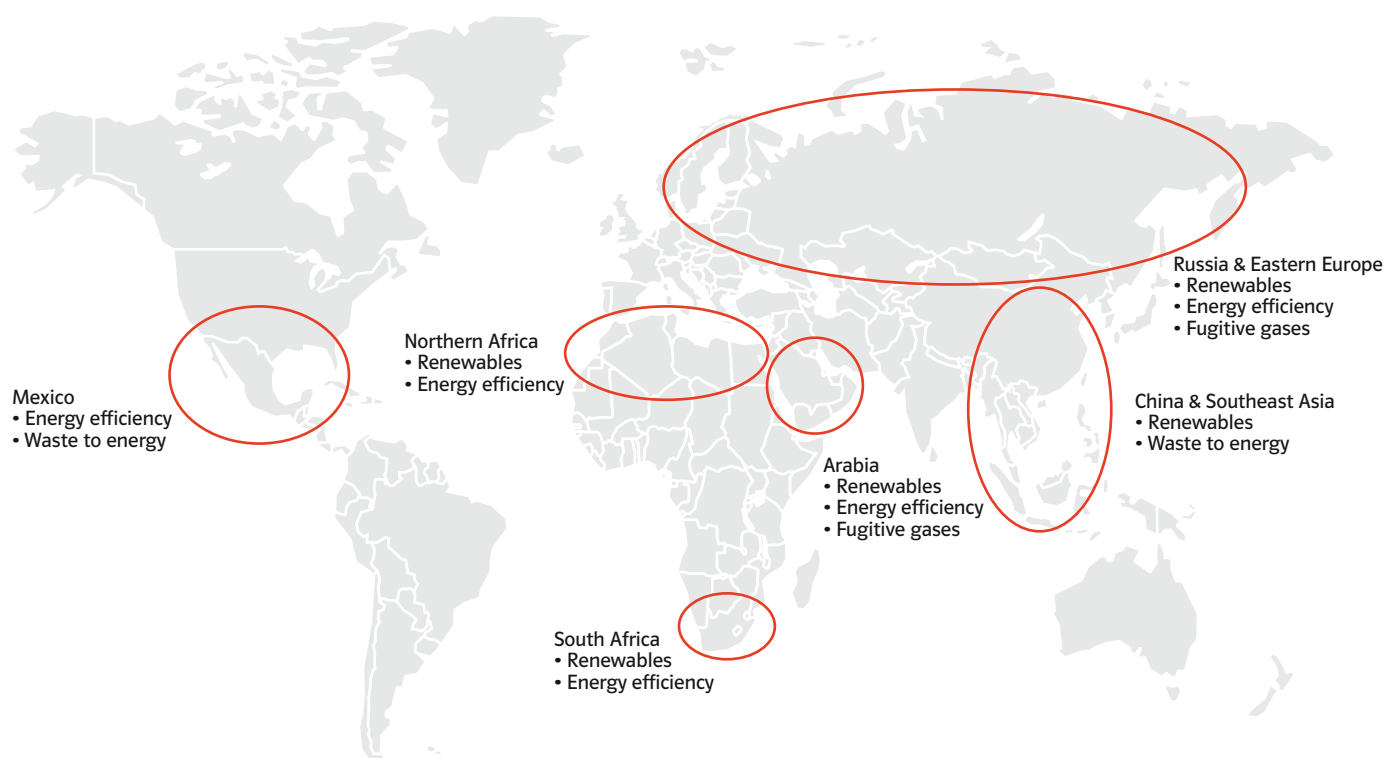 Russia & Eastern Europe
• Renewables
• Energy efficiency
• Fugitive gases
Northern Africa
• Renewables
• Energy efficiency
Mexico
• Energy efficiency
• Waste to energy
China & Southeast Asia
• Renewables
• Waste to energy
Arabia
• Renewables
• Energy efficiency
• Fugitive gases
South Africa
• Renewables
• Energy efficiency